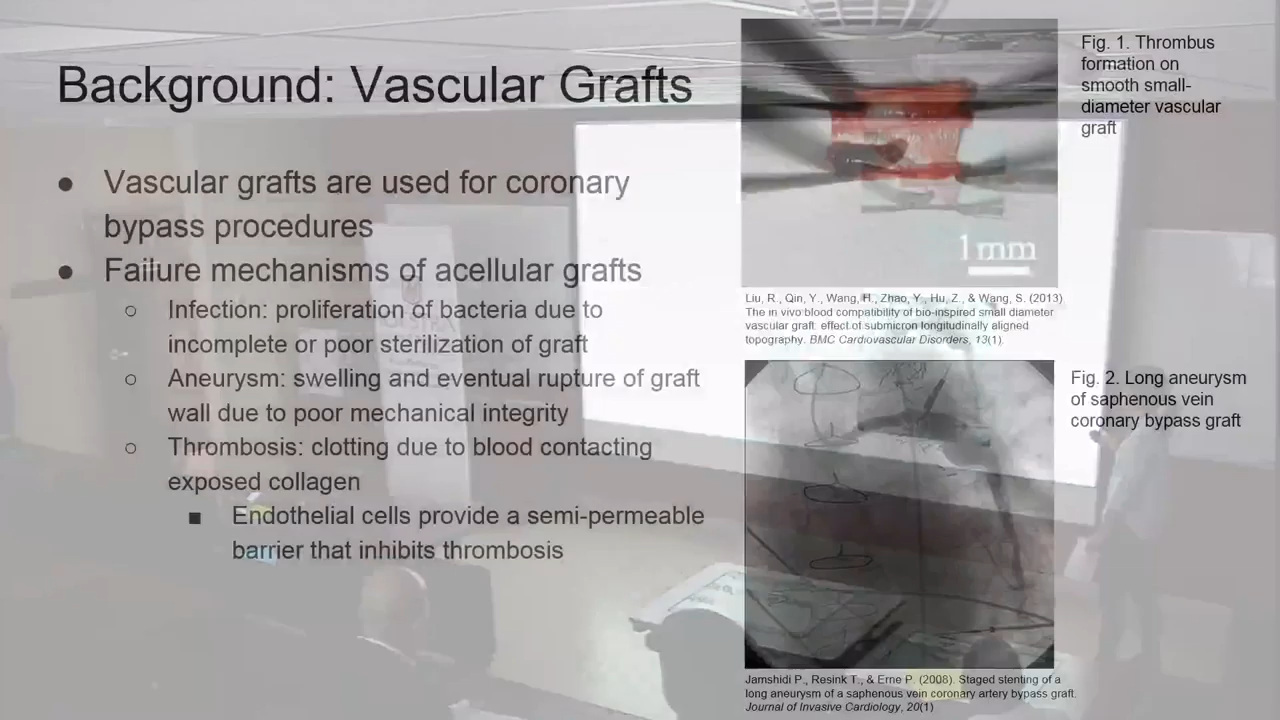 Background: Vascular Grafts
● Vascular grafts are used for coronary
bypass procedures
● Failure mechanisms of acellular grafts
○ Infection: proliferation of bacteria due to
incomplete or poor sterilization of graft
○ Aneurysm: swelling and eventual rupture of graft
wall due to poor mechanical integrity
○ Thrombosis: clotting due to blood contacting
exposed collagen
■ Endothelial cells provide a semi-permeable
barrier that inhibits thrombosis
1mm
Fig. 1. Thrombus
formation on
smooth small-
diameter vascular
graft
Liu, R., Qin, Y., Wang, H., Zhao, Y., Hu, Z., & Wang, S. (2013).
The in vivo blood compatibility of bio-inspired small diameter
vascular graft: effect of submicron longitudinally aligned
topography. BMC Cardiovascular Disorders, 13(1).
Fig. 2. Long aneurysm
of saphenous vein
coronary bypass graft
Jamshidi P., Resink T., & Erne P. (2008). Staged stenting of a
long aneurysm of a saphenous vein coronary artery bypass graft.
Journal of Invasive Cardiology, 20(1)